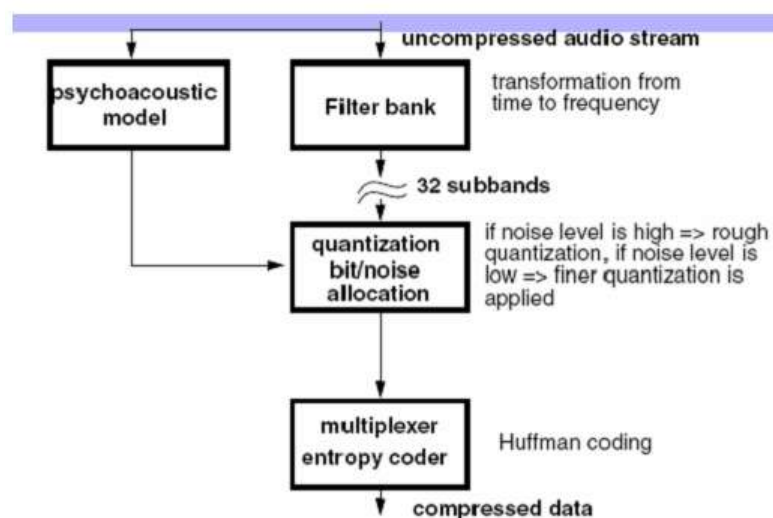 uncompressed audio stream
psychoacoustic
model
Filter bank
transformation from
time to frequency
32 subbands
quantization
bit/noise
allocation
if noise level is high => rough
quantization, if noise level is
low => finer quantization is
applied
multiplexer
entropy coder
Huffman coding
compressed data